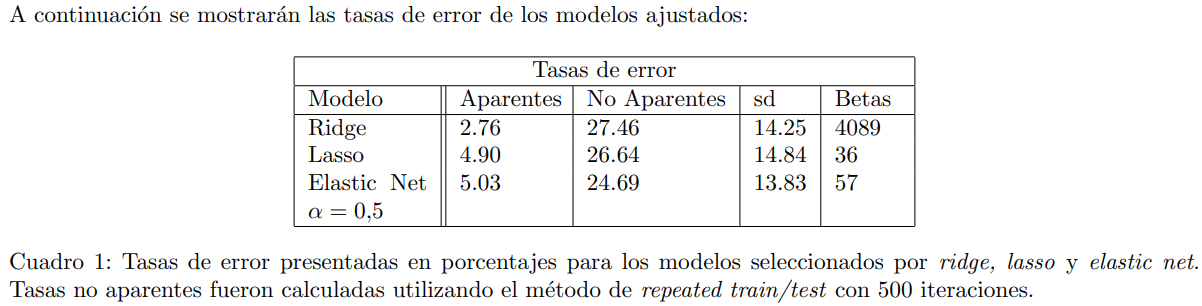 A continuación se mostrarán las tasas de error de los modelos ajustados:
Tasas de error
Modelo Aparentes No Aparentes sd Betas
Ridge 2.76 27.46 14.25 4089
Lasso 4.90 26.64 14.84 36
Elastic Net 5.03 24.69 13.83 57
α = 0,5
Cuadro 1: Tasas de error presentadas en porcentajes para los modelos seleccionados por ridge, lasso y elastic net.
Tasas no aparentes fueron calculadas utilizando el método de repeated train/test con 500 iteraciones.